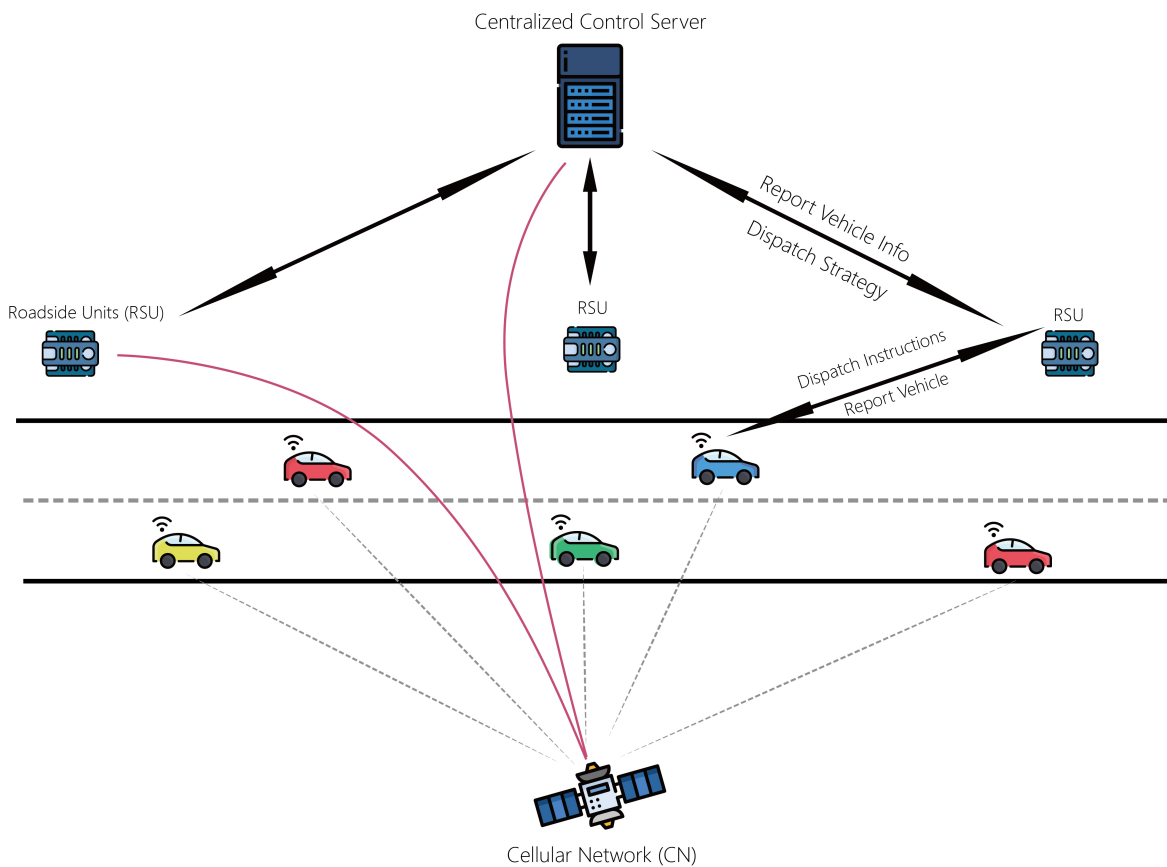 Centralized Control Server
Report Vehicle Info
Dispatch Strategy
Roadside Units (RSU)
RSU
RSU
Dispatch Instructions
Report Vehicle
Cellular Network (CN)